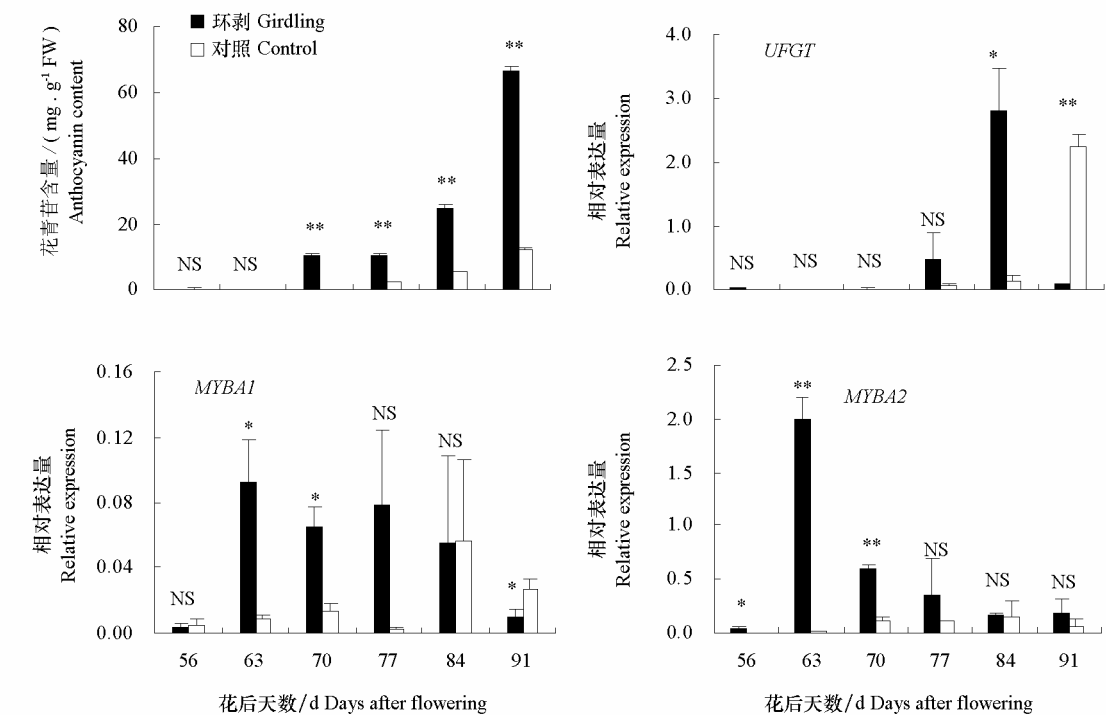 ■ 环剥 Girdling
□ 对照 Control
花青苷含量/( mg · g⁻¹ FW)
Anthocyanin content
80
60
40
20
0
NS NS ** ** ** **
UFGT
相对表达量
Relative expression
4.0
3.0
2.0
1.0
0.0
NS NS NS NS * **
MYBA1
相对表达量
Relative expression
0.16
0.12
0.08
0.04
0.00
NS * * NS NS *
56 63 70 77 84 91
花后天数/d Days after flowering
MYBA2
相对表达量
Relative expression
2.5
2.0
1.5
1.0
0.5
0.0
* ** ** NS NS NS
56 63 70 77 84 91
花后天数/d Days after flowering